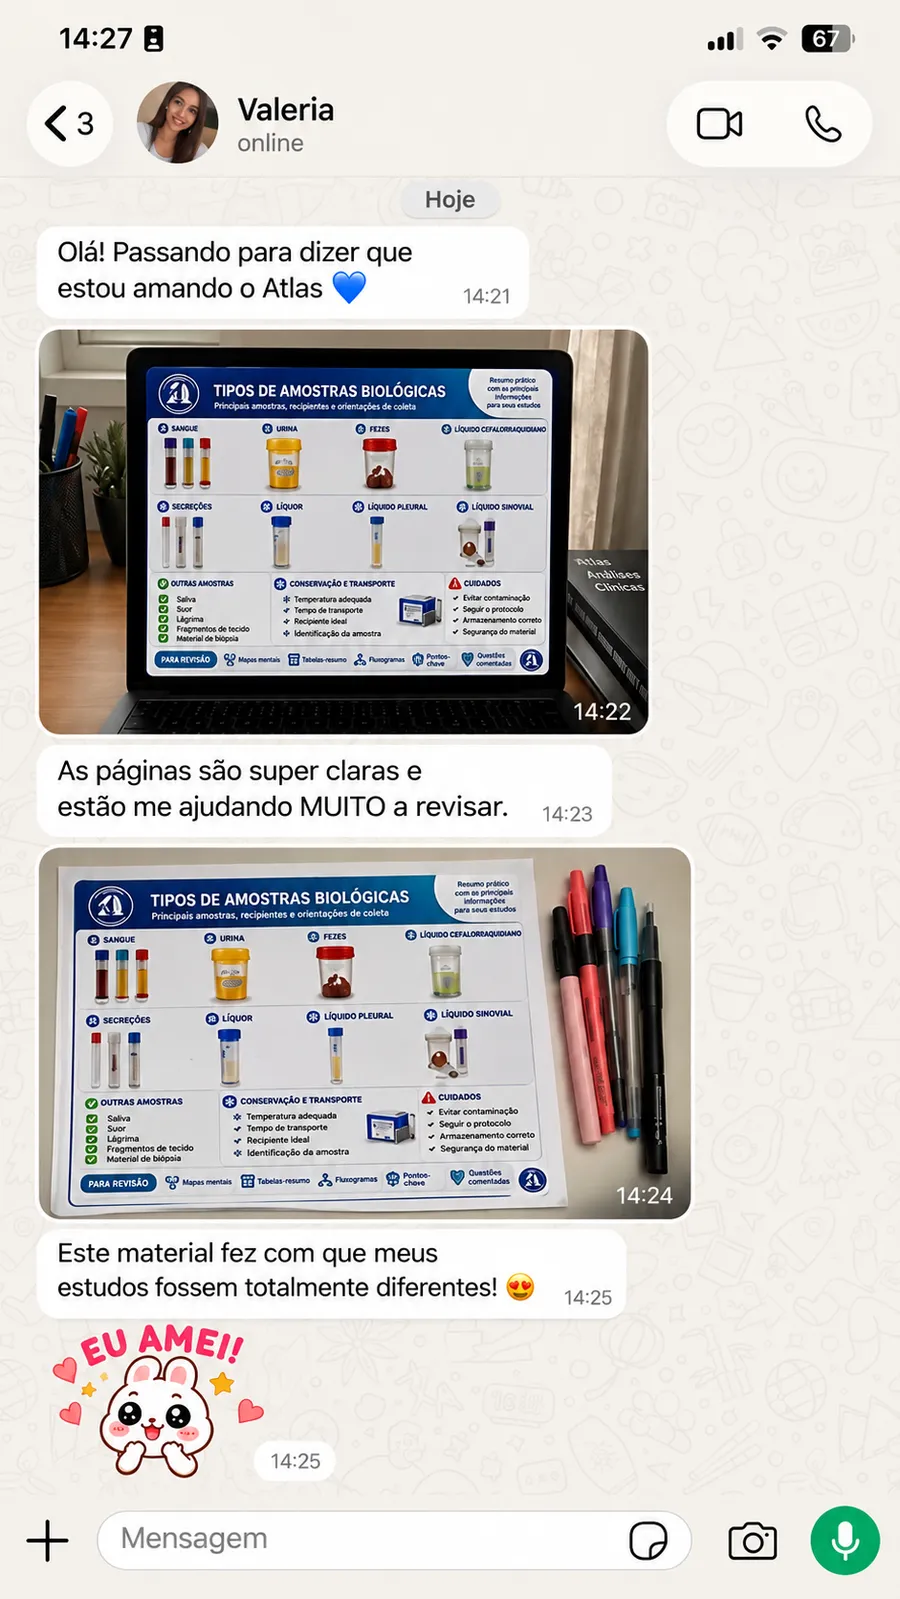 14:27
67
3
Valeria
online
Hoje
Olá! Passando para dizer que
estou amando o Atlas 💙
14:21
TIPOS DE AMOSTRAS BIOLÓGICAS
Principais amostras, recipientes e orientações de coleta
Resumo prático
com as principais
informações
para seus estudos
SANGUE
URINA
FEZES
LÍQUIDO CEFALORRAQUIDIANO
SECREÇÕES
LÍQUOR
LÍQUIDO PLEURAL
LÍQUIDO SINOVIAL
OUTRAS AMOSTRAS
Saliva
Suor
Lágrima
Fragmentos de tecido
Material de biópsia
CONSERVAÇÃO E TRANSPORTE
Temperatura adequada
Tempo de transporte
Recipiente ideal
Identificação da amostra
CUIDADOS
Evitar contaminação
Seguir o protocolo
Armazenamento correto
Segurança do material
PARA REVISÃO
Mapas mentais
Tabelas-resumo
Fluxogramas
Pontos-
chave
Questões
comentadas
Atlas
Análises
Clínicas
14:22
As páginas são super claras e
estão me ajudando MUITO a revisar.
14:23
TIPOS DE AMOSTRAS BIOLÓGICAS
Principais amostras, recipientes e orientações de coleta
Resumo prático
com as principais
informações
para seus estudos
SANGUE
URINA
FEZES
LÍQUIDO CEFALORRAQUIDIANO
SECREÇÕES
LÍQUOR
LÍQUIDO PLEURAL
LÍQUIDO SINOVIAL
OUTRAS AMOSTRAS
Saliva
Suor
Lágrima
Fragmentos de tecido
Material de biópsia
CONSERVAÇÃO E TRANSPORTE
Temperatura adequada
Tempo de transporte
Recipiente ideal
Identificação da amostra
CUIDADOS
Evitar contaminação
Seguir o protocolo
Armazenamento correto
Segurança do material
PARA REVISÃO
Mapas mentais
Tabelas-resumo
Fluxogramas
Pontos-
chave
Questões
comentadas
14:24
Este material fez com que meus
estudos fossem totalmente diferentes! 😍
14:25
EU AMEI!
14:25
Mensagem